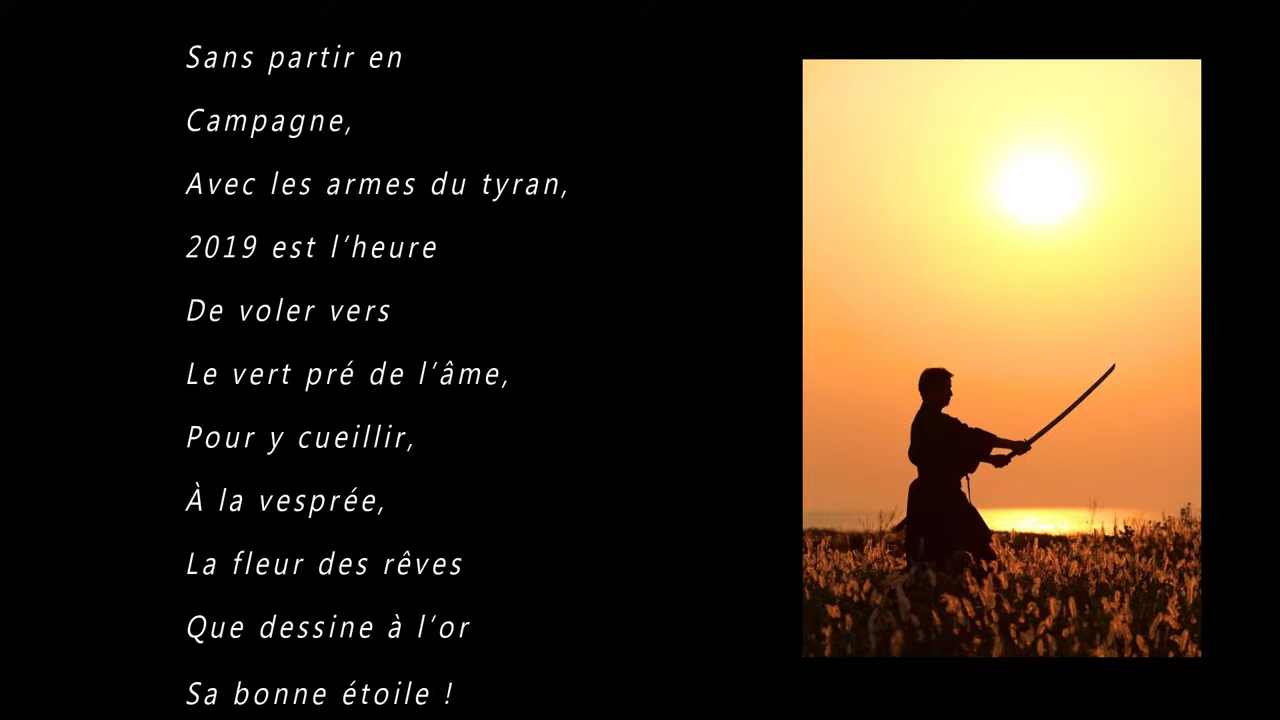 Sans partir en
Campagne,
Avec les armes du tyran,
2019 est l’heure
De voler vers
Le vert pré de l’âme,
Pour y cueillir,
À la vesprée,
La fleur des rêves
Que dessine à l’or
Sa bonne étoile !